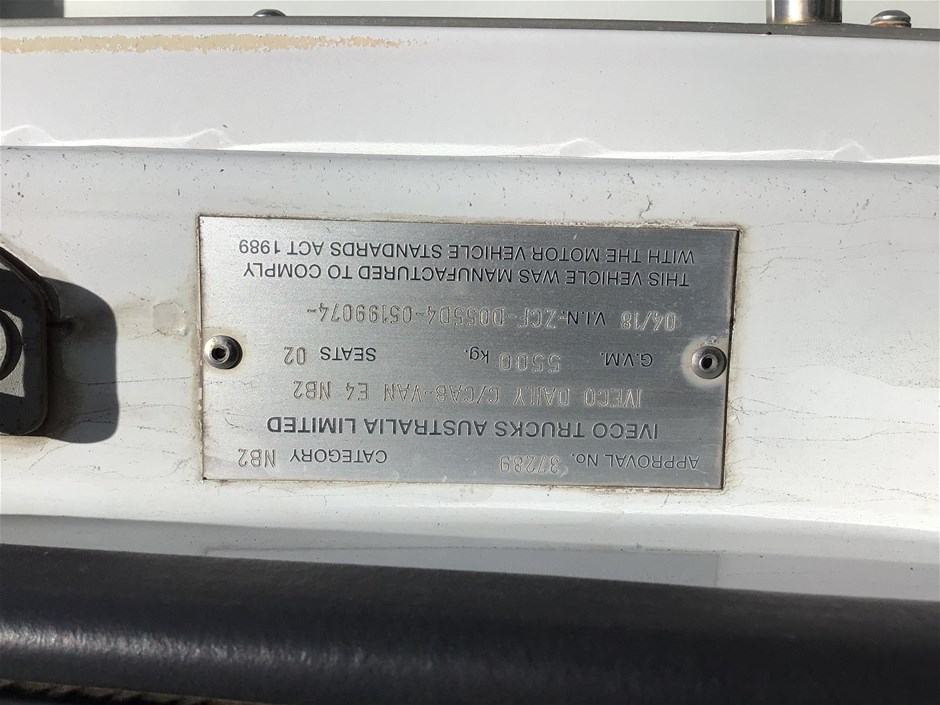 APPROVAL No. 37289 CATEGORY NB2
IVECO TRUCKS AUSTRALIA LIMITED
IVECO DAILY C/CAB-VAN E4 NB2
G.V.M. 5500 kg. SEATS 02
04/18 V.I.N-ZCF-D055D4-05199074-
THIS VEHICLE WAS MANUFACTURED TO COMPLY
WITH THE MOTOR VEHICLE STANDARDS ACT 1989